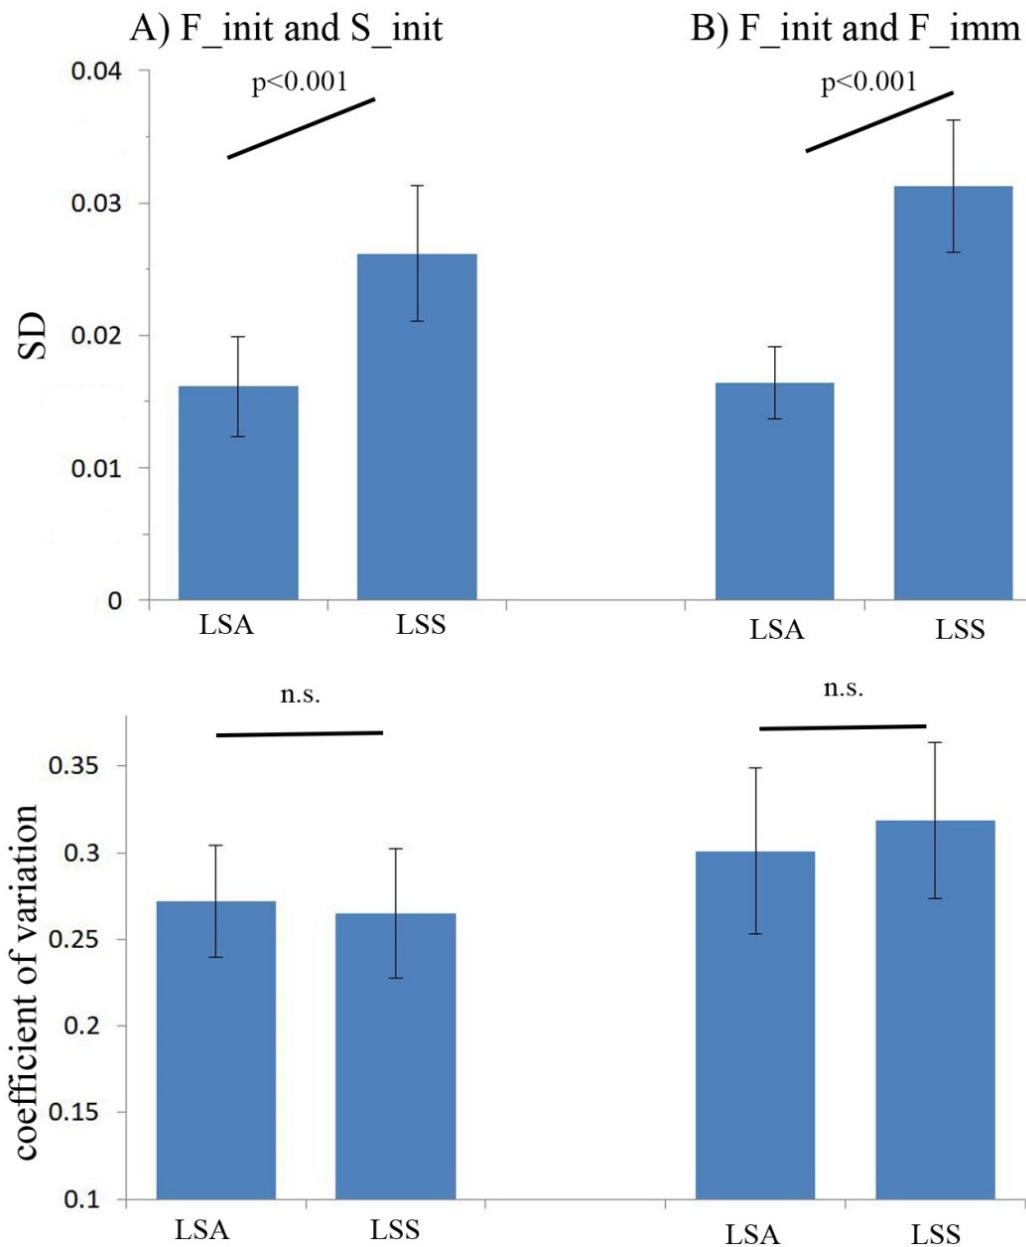 A) F_init and S_init
B) F_init and F_imm
p<0.001
p<0.001
0.04
0.03
0.02
0.01
0
SD
LSA
LSS
LSA
LSS
n.s.
n.s.
0.35
0.3
0.25
0.2
0.15
0.1
coefficient of variation
LSA
LSS
LSA
LSS